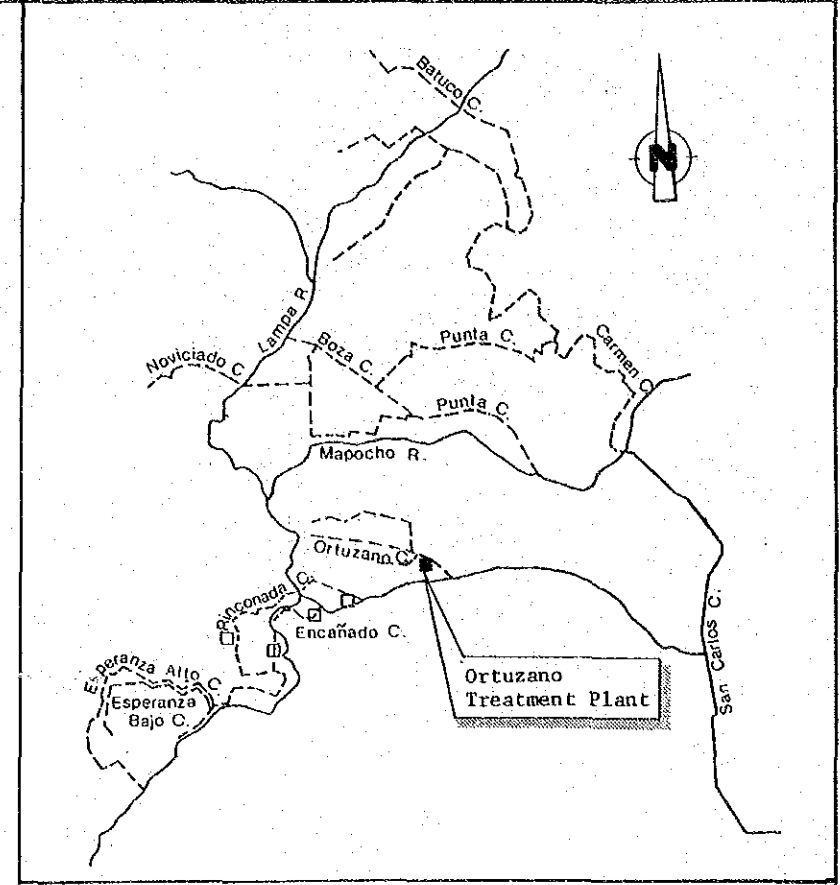 Batuco C.
N
Lampa R.
Boza C.
Punta C.
Carmen C.
Noviciado C
Punta C.
Mapocho R.
Ortuzano C.
Rinconada C.
Encañado C.
Esperanza Alto C.
Esperanza
Bajo C.
San Carlos C.
Ortuzano
Treatment Plant